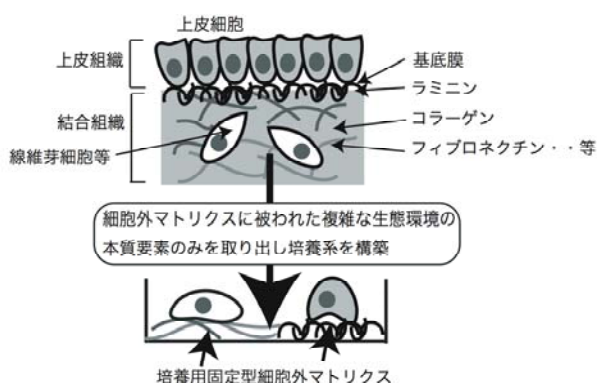 上皮細胞
上皮組織
基底膜
ラミニン
結合組織
コラーゲン
線維芽細胞等
フィブロネクチン・・等
細胞外マトリクスに被われた複雑な生態環境の
本質要素のみを取り出し培養系を構築
培養用固定型細胞外マトリクス